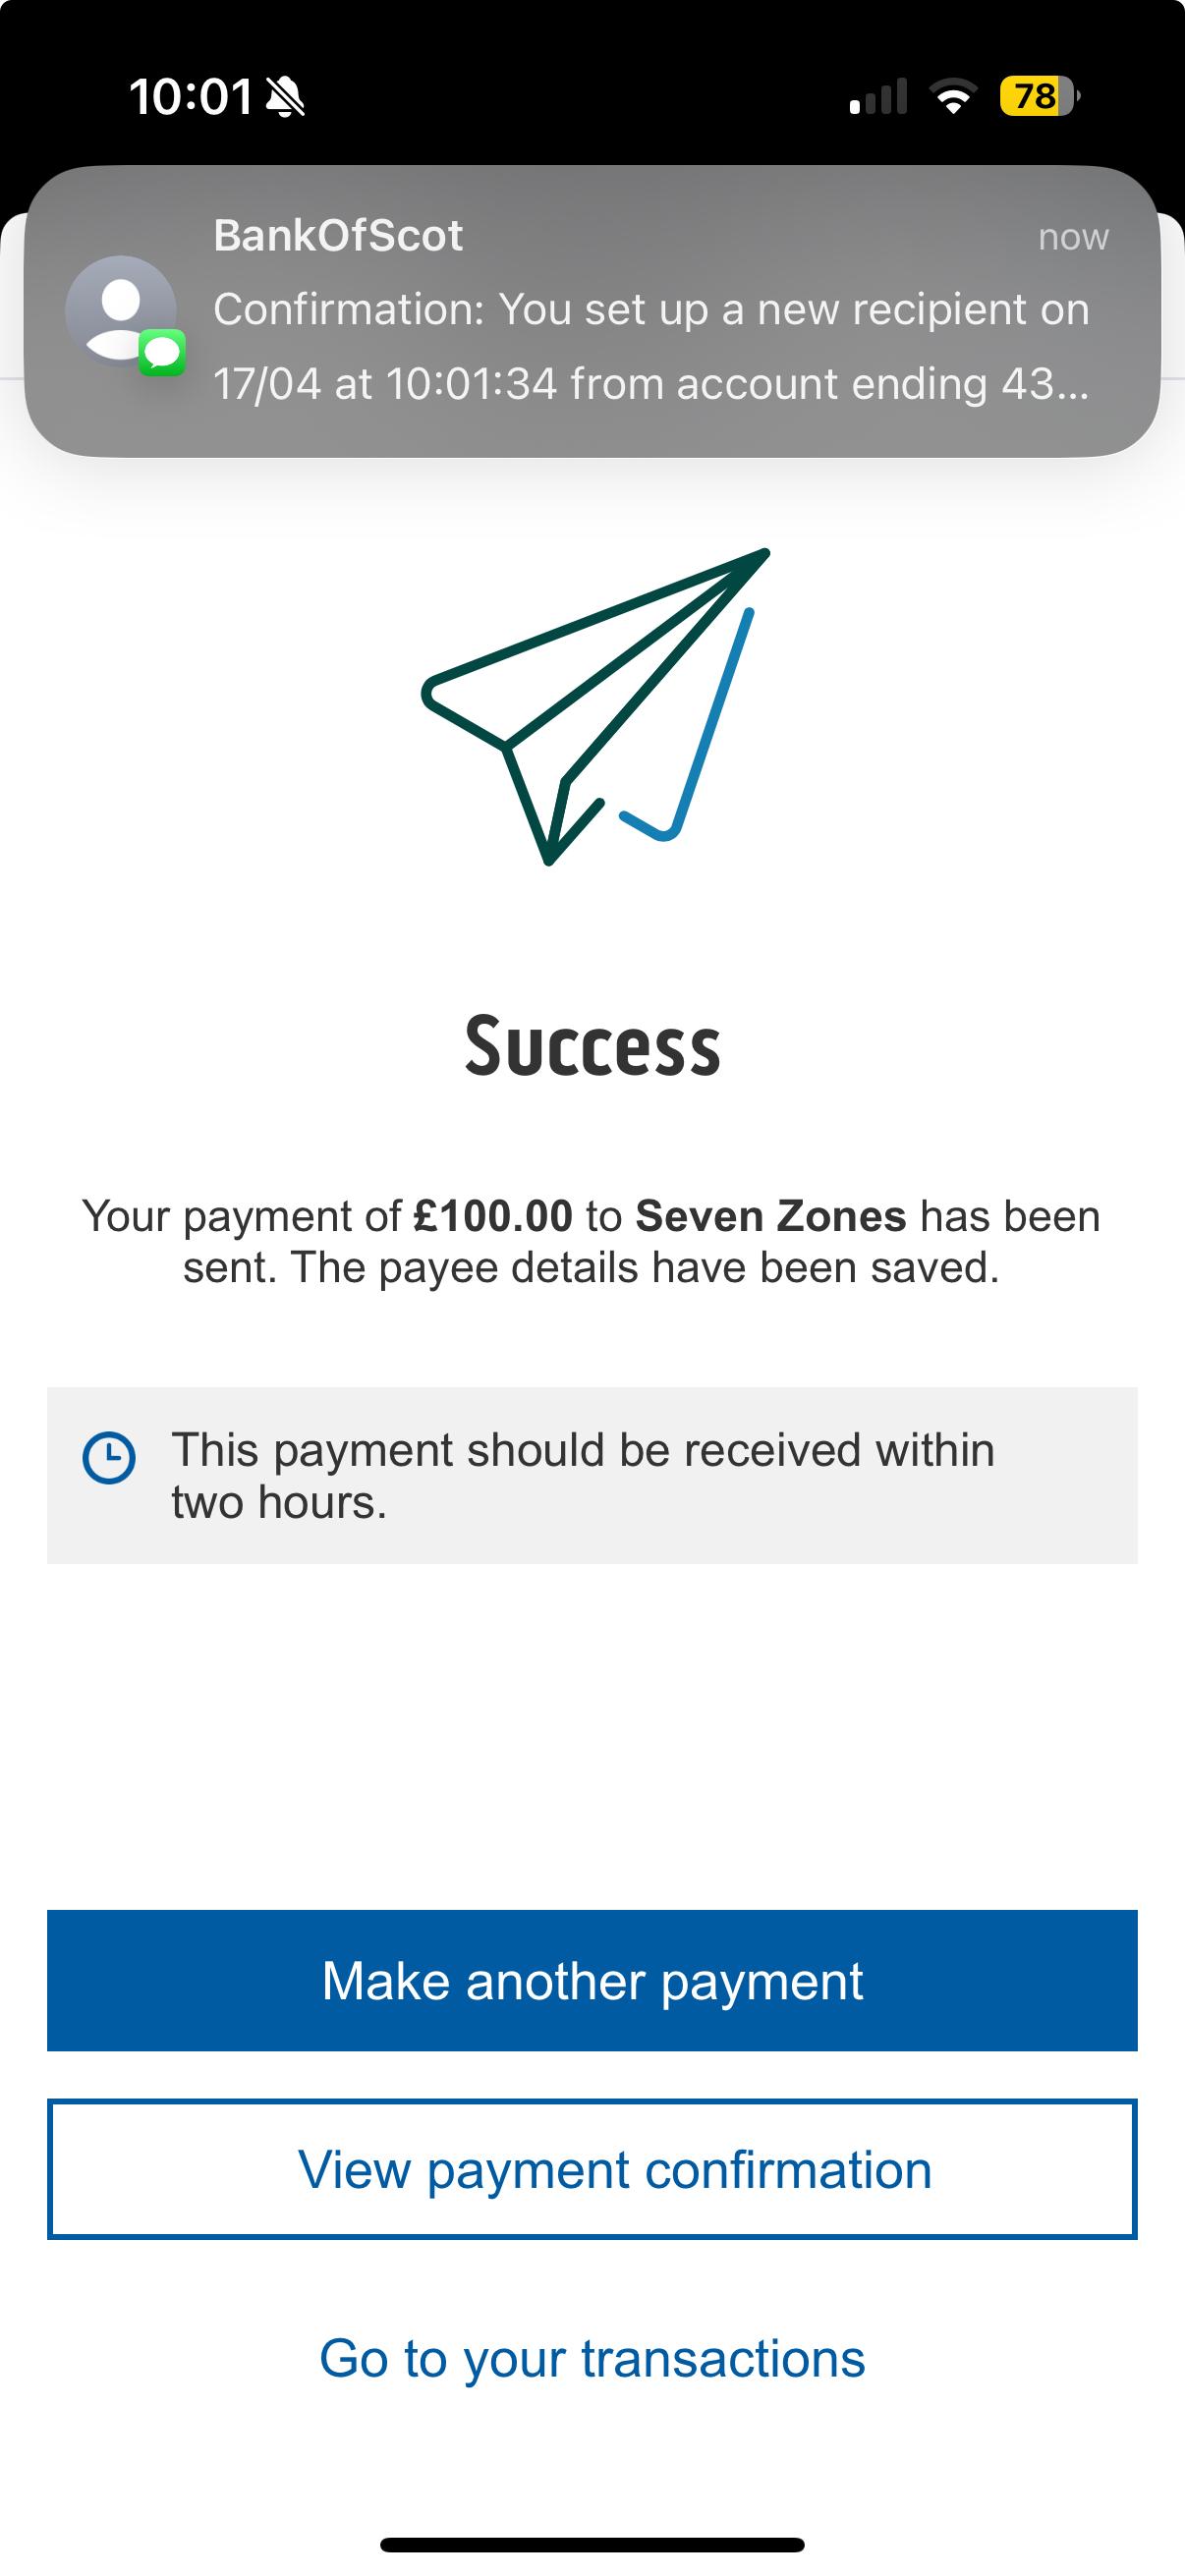 10:01
78
BankOfScot
now
Confirmation: You set up a new recipient on
17/04 at 10:01:34 from account ending 43...
Success
Your payment of £100.00 to Seven Zones has been
sent. The payee details have been saved.
This payment should be received within
two hours.
Make another payment
View payment confirmation
Go to your transactions